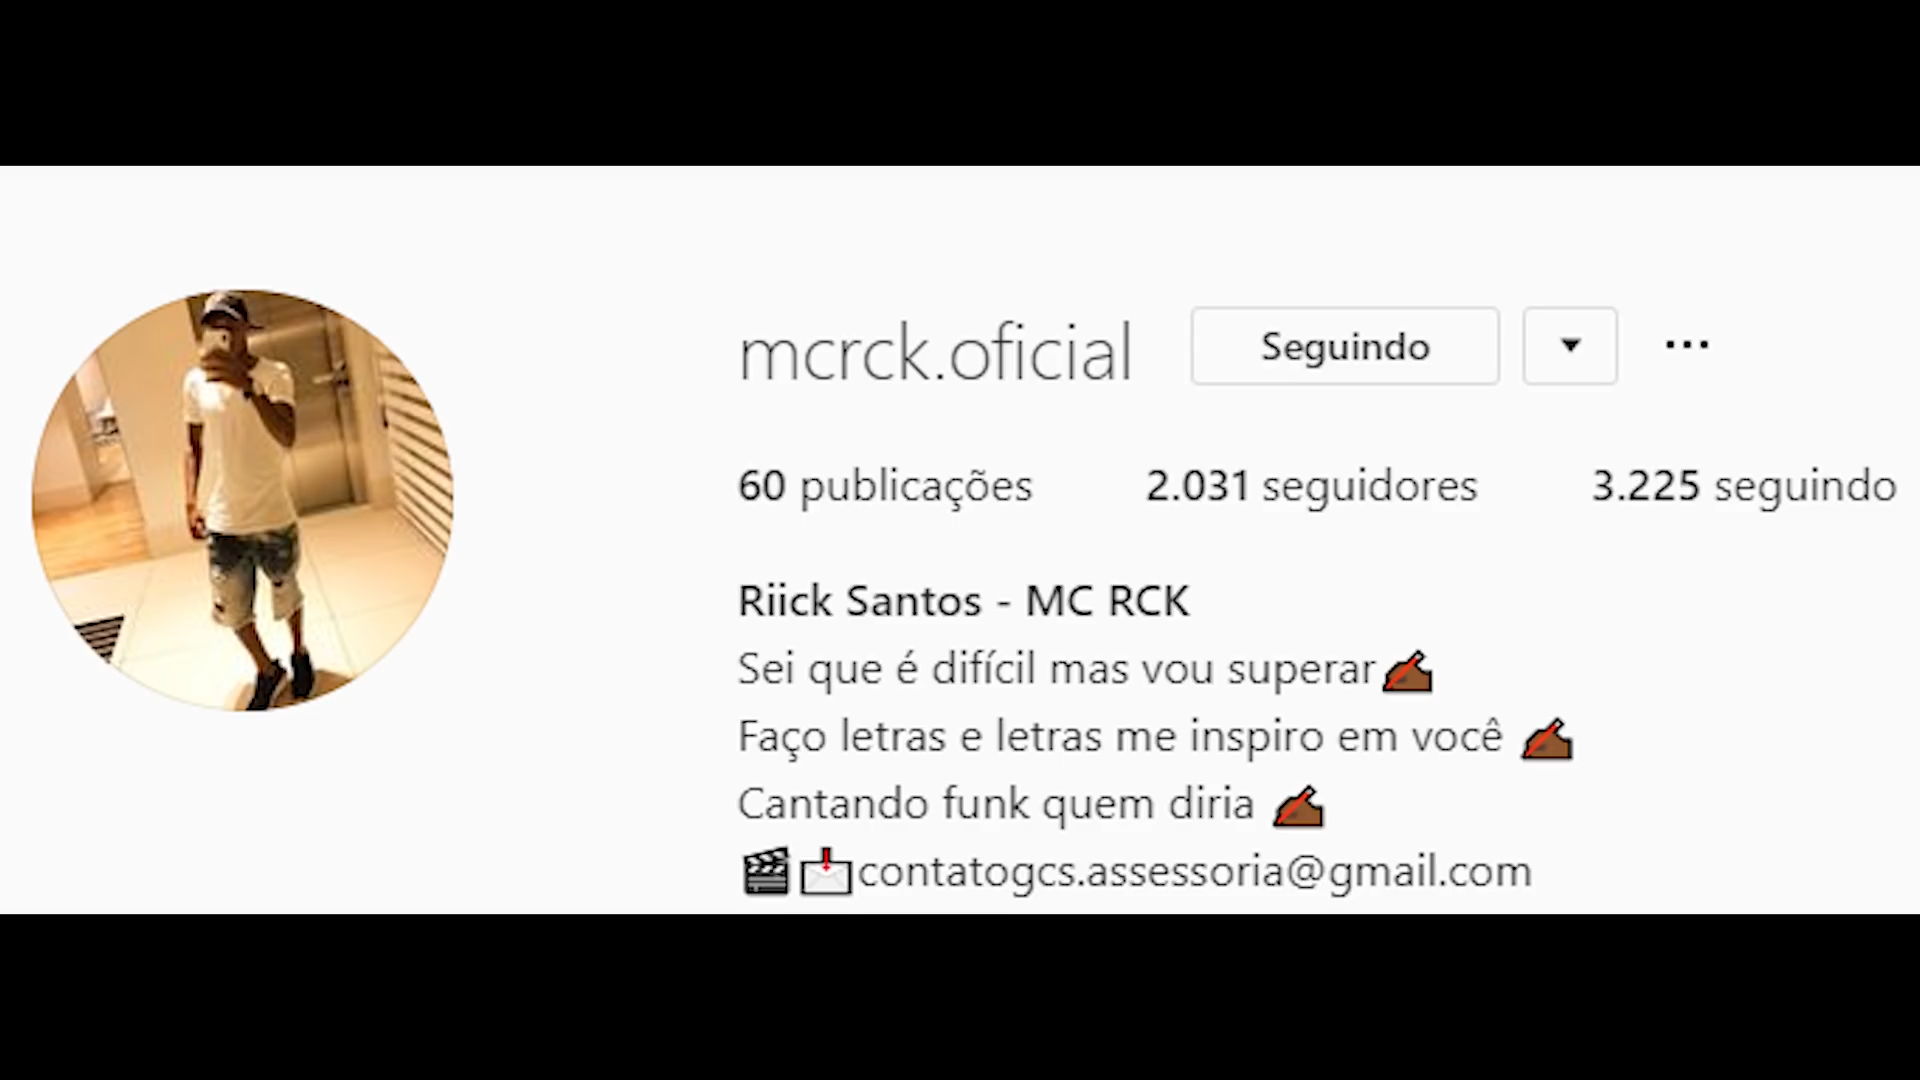 mcrck.oficial Seguindo
60 publicações 2.031 seguidores 3.225 seguindo
Riick Santos - MC RCK
Sei que é difícil mas vou superar✍🏾
Faço letras e letras me inspiro em você ✍🏾
Cantando funk quem diria ✍🏾
🎬📩contatogcs.assessoria@gmail.com